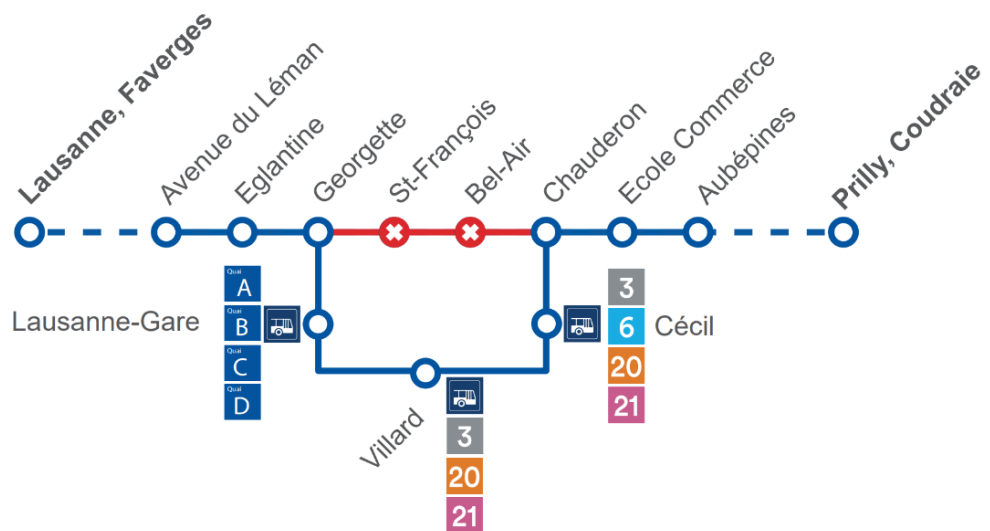 Lausanne, Faverges
Avenue du Léman
Eglantine
Georgette
St-François
Bel-Air
Chauderon
Ecole Commerce
Aubépines
Prilly, Coudraie
Lausanne-Gare
Quai
A
Quai
B
Quai
C
Quai
D
Villard
3
20
21
3
6
20
21
Cécil